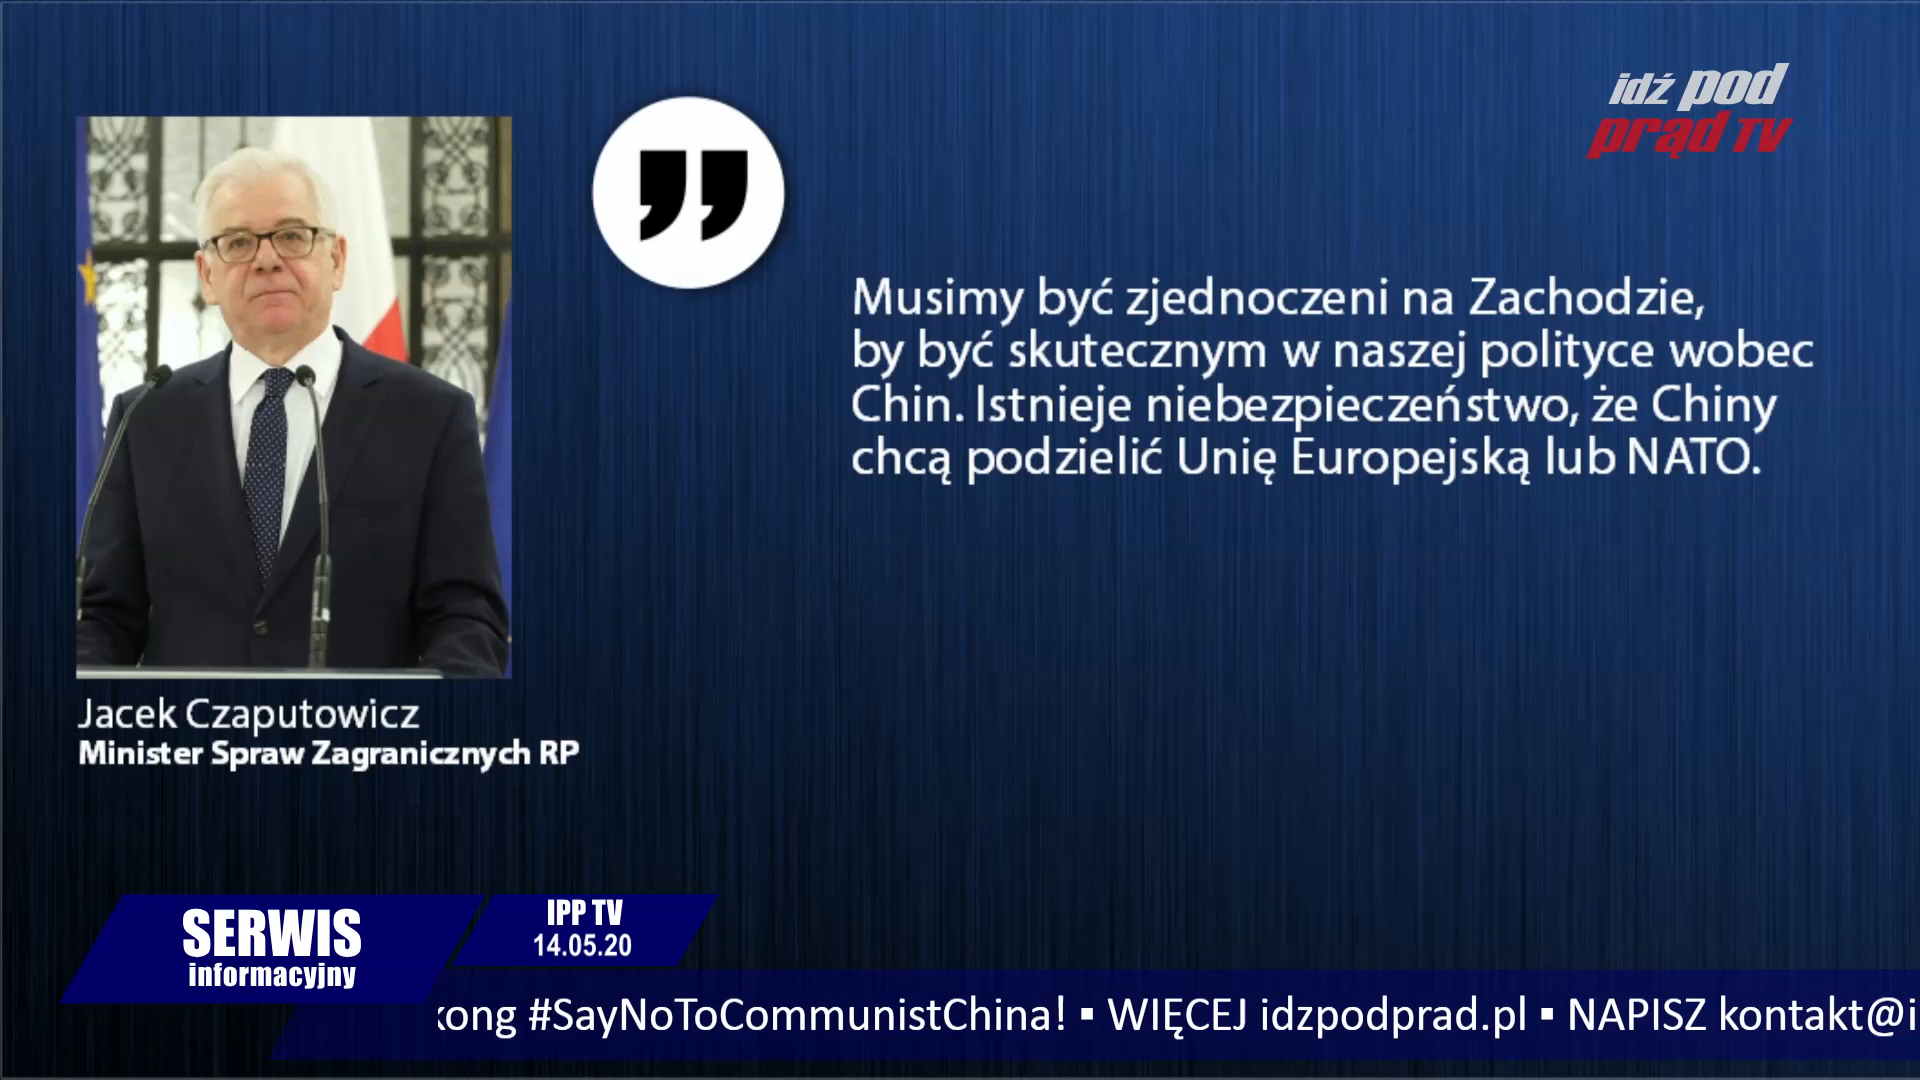 idź pod
prąd TV
Musimy być zjednoczeni na Zachodzie,
by być skutecznym w naszej polityce wobec
Chin. Istnieje niebezpieczeństwo, że Chiny
chcą podzielić Unię Europejską lub NATO.
Jacek Czaputowicz
Minister Spraw Zagranicznych RP
SERWIS
informacyjny
IPP TV
14.05.20
kong #SayNoToCommunistChina! ▪ WIĘCEJ idzpodprad.pl ▪ NAPISZ kontakt@i